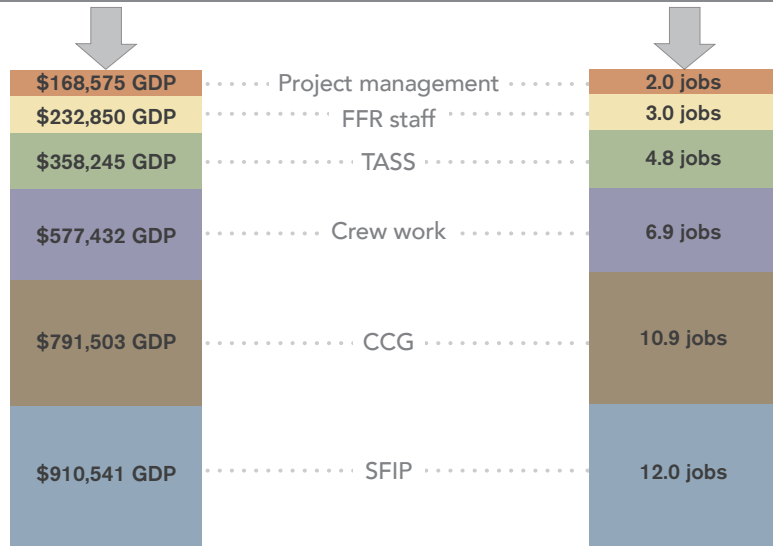 $168,575 GDP Project management 2.0 jobs
$232,850 GDP FFR staff 3.0 jobs
$358,245 GDP TASS 4.8 jobs
$577,432 GDP Crew work 6.9 jobs
$791,503 GDP CCG 10.9 jobs
$910,541 GDP SFIP 12.0 jobs